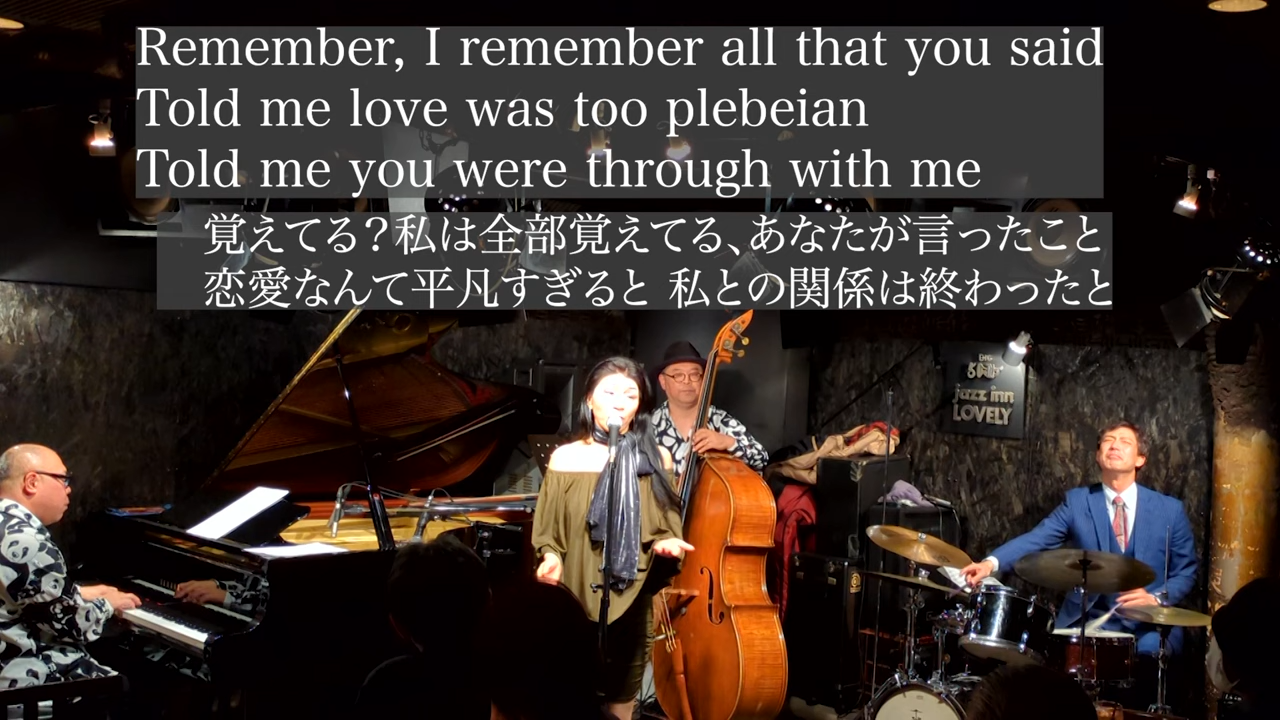 Remember, I remember all that you said
Told me love was too plebeian
Told me you were through with me
覚えてる?私は全部覚えてる、あなたが言ったこと
恋愛なんて平凡すぎると 私との関係は終わったと
jazz inn
LOVELY